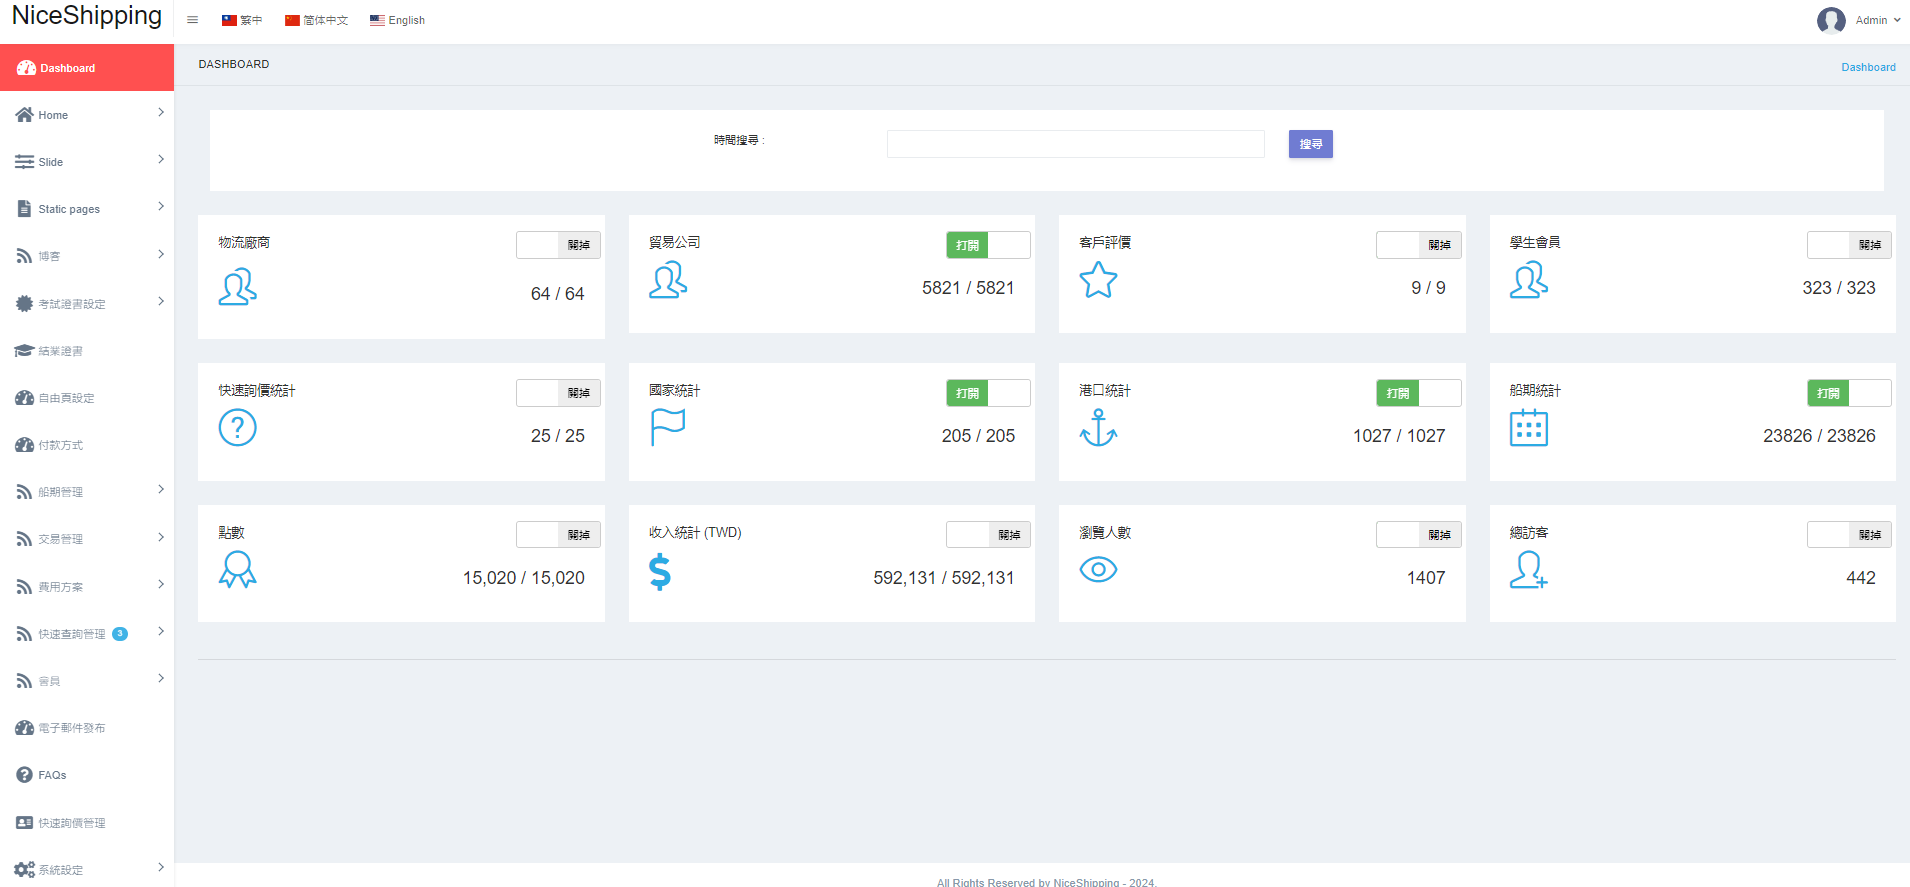 NiceShipping
繁中
简体中文
English
Admin
Dashboard
Home
Slide
Static pages
博客
考試證書設定
結業證書
自由頁設定
付款方式
船期管理
交易管理
費用方案
快速查詢管理 3
會員
電子郵件發布
FAQs
快速詢價管理
系統設定
DASHBOARD
Dashboard
時間搜尋 :
搜尋
物流廠商
關掉
64 / 64
貿易公司
打開
5821 / 5821
客戶評價
關掉
9 / 9
學生會員
關掉
323 / 323
快速詢價統計
關掉
25 / 25
國家統計
打開
205 / 205
港口統計
打開
1027 / 1027
船期統計
打開
23826 / 23826
點數
關掉
15,020 / 15,020
收入統計 (TWD)
關掉
592,131 / 592,131
瀏覽人數
關掉
1407
總訪客
關掉
442
All Rights Reserved by NiceShipping - 2024.